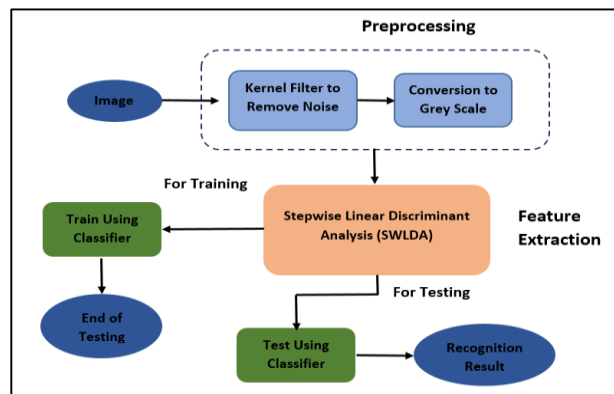 Preprocessing
Image
Kernel Filter to
Remove Noise
Conversion to
Grey Scale
For Training
Train Using
Classifier
Stepwise Linear Discriminant
Analysis (SWLDA)
Feature
Extraction
End of
Testing
For Testing
Test Using
Classifier
Recognition
Result